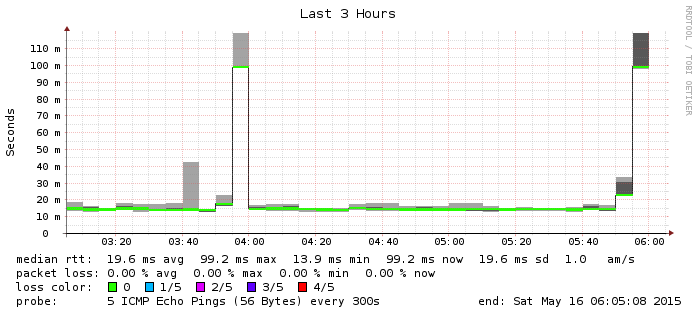 Last 3 Hours
RRDTOOL / TOBI OETIKER
Seconds
110 m
100 m
90 m
80 m
70 m
60 m
50 m
40 m
30 m
20 m
10 m
0
03:20 03:40 04:00 04:20 04:40 05:00 05:20 05:40 06:00
median rtt: 19.6 ms avg 99.2 ms max 13.9 ms min 99.2 ms now 19.6 ms sd 1.0 am/s
packet loss: 0.00 % avg 0.00 % max 0.00 % min 0.00 % now
loss color: 0 1/5 2/5 3/5 4/5
probe: 5 ICMP Echo Pings (56 Bytes) every 300s end: Sat May 16 06:05:08 2015